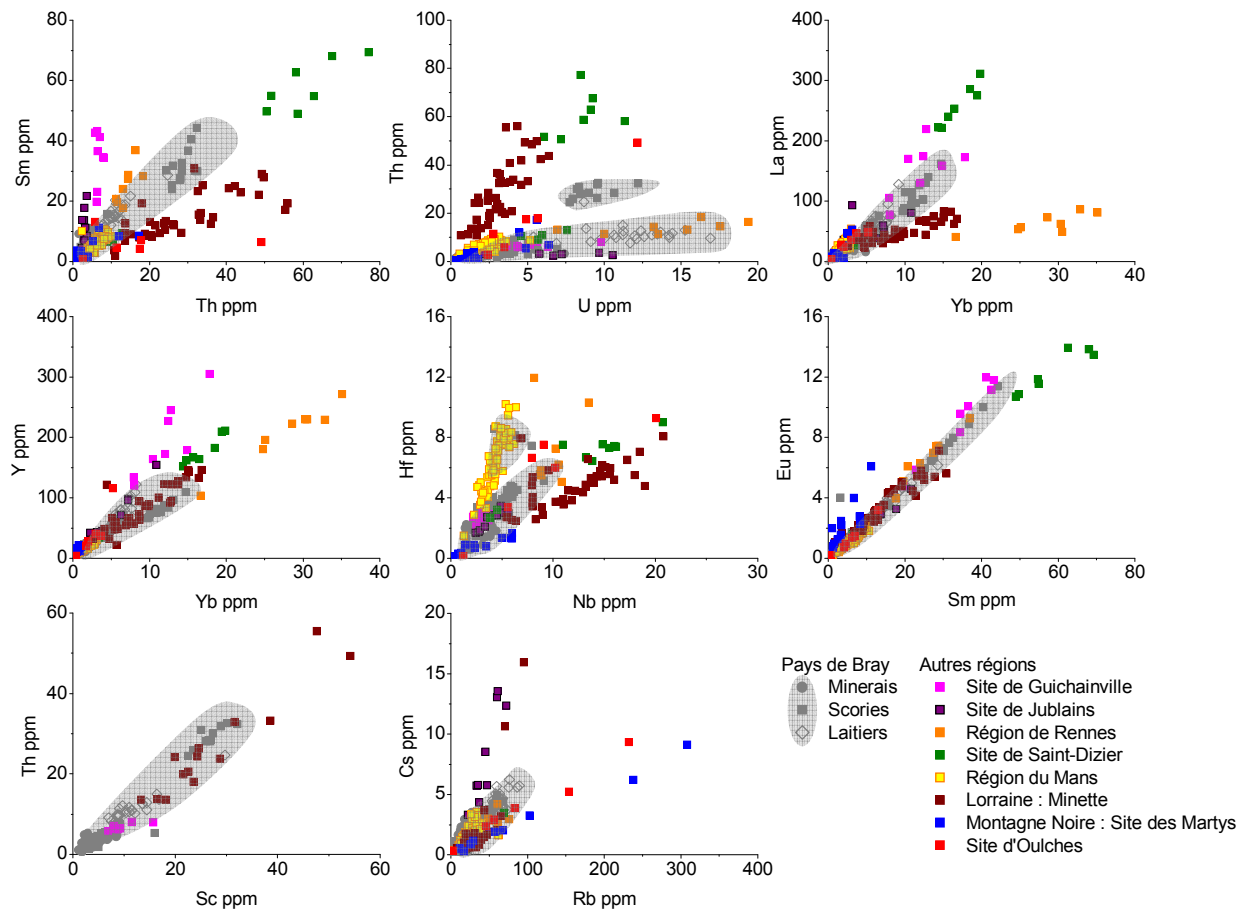 80
60
40
20
0
Sm ppm
0
20
40
60
80
Th ppm
100
80
60
40
20
0
Th ppm
0
5
10
15
20
U ppm
400
300
200
100
0
La ppm
0
10
20
30
40
Yb ppm
400
300
200
100
0
Y ppm
0
10
20
30
40
Yb ppm
16
12
8
4
0
Hf ppm
0
10
20
30
Nb ppm
16
12
8
4
0
Eu ppm
0
20
40
60
80
Sm ppm
60
40
20
0
Th ppm
0
20
40
60
Sc ppm
20
15
10
5
0
Cs ppm
0
100
200
300
400
Rb ppm
Pays de Bray
Minerais
Scories
Laitiers
Autres régions
Site de Guichainville
Site de Jublains
Région de Rennes
Site de Saint-Dizier
Région du Mans
Lorraine : Minette
Montagne Noire : Site des Martys
Site d'Oulches